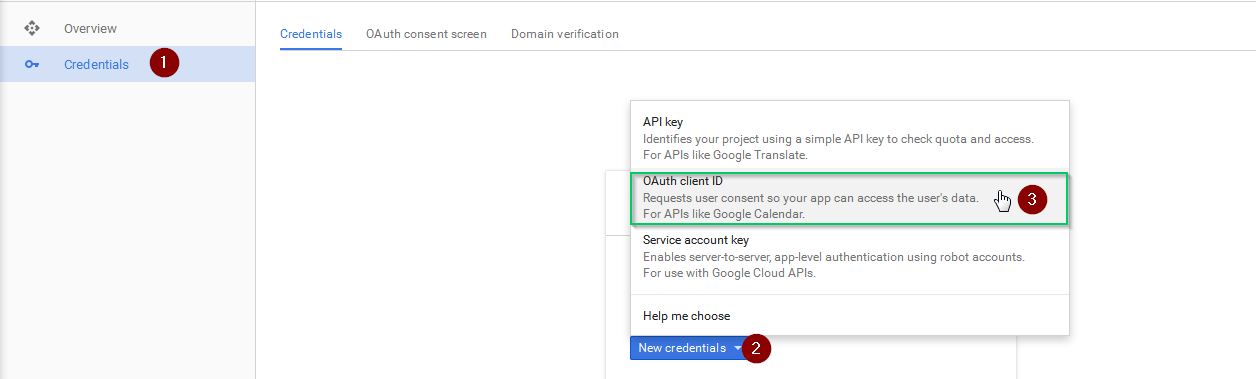 Overview
Credentials 1
Credentials OAuth consent screen Domain verification
API key
Identifies your project using a simple API key to check quota and access.
For APIs like Google Translate.
OAuth client ID
Requests user consent so your app can access the user's data.
For APIs like Google Calendar.
3
Service account key
Enables server-to-server, app-level authentication using robot accounts.
For use with Google Cloud APIs.
Help me choose
New credentials 2